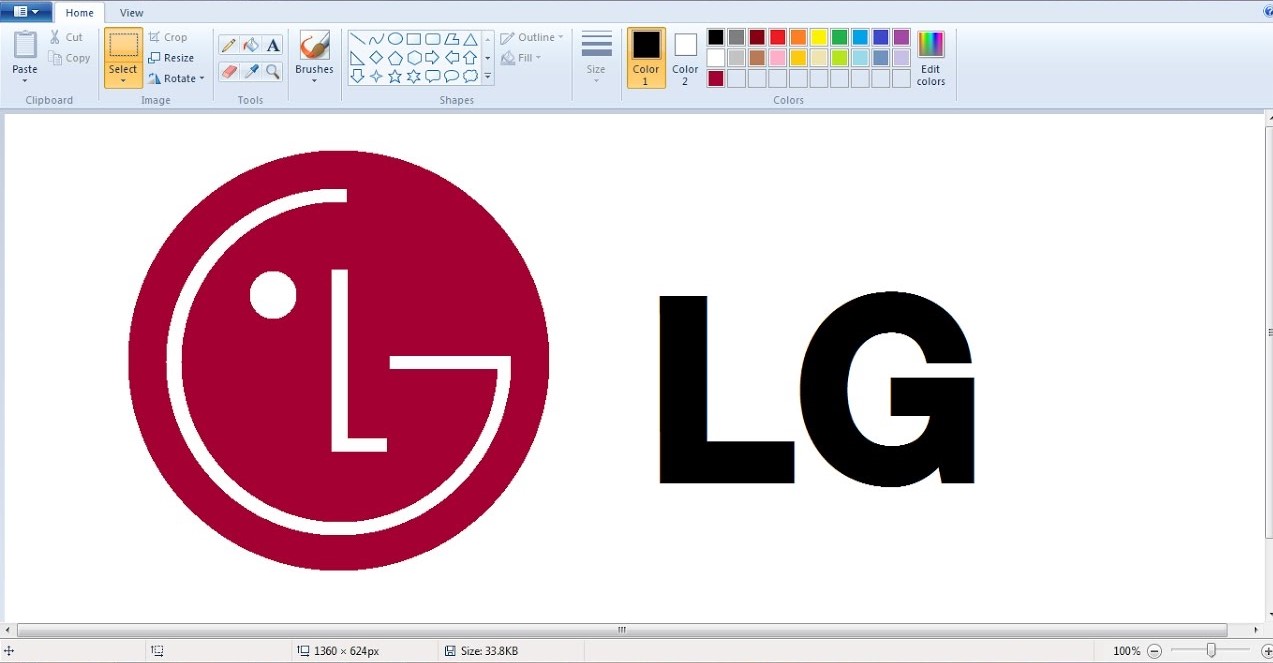 Home View
Cut
Copy
Paste
Clipboard
Select
Crop
Resize
Rotate
Image
A
Tools
Brushes
Shapes
Outline
Fill
Size
Color 1
Color 2
Edit colors
Colors
LG
LG
1360 × 624px
Size: 33.8KB
100%